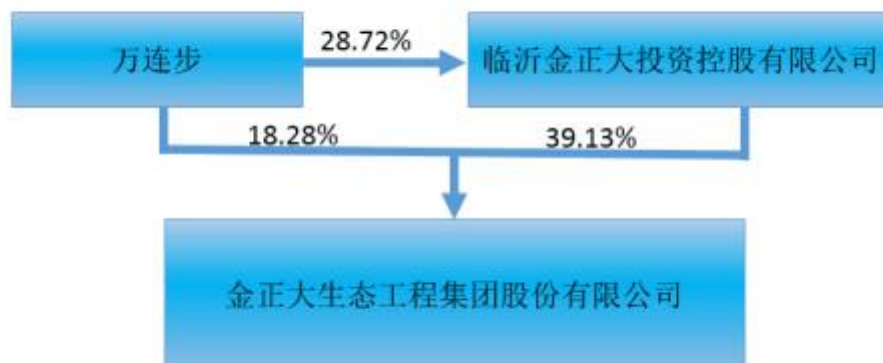 万连步
28.72%
临沂金正大投资控股有限公司
18.28%
39.13%
金正大生态工程集团股份有限公司